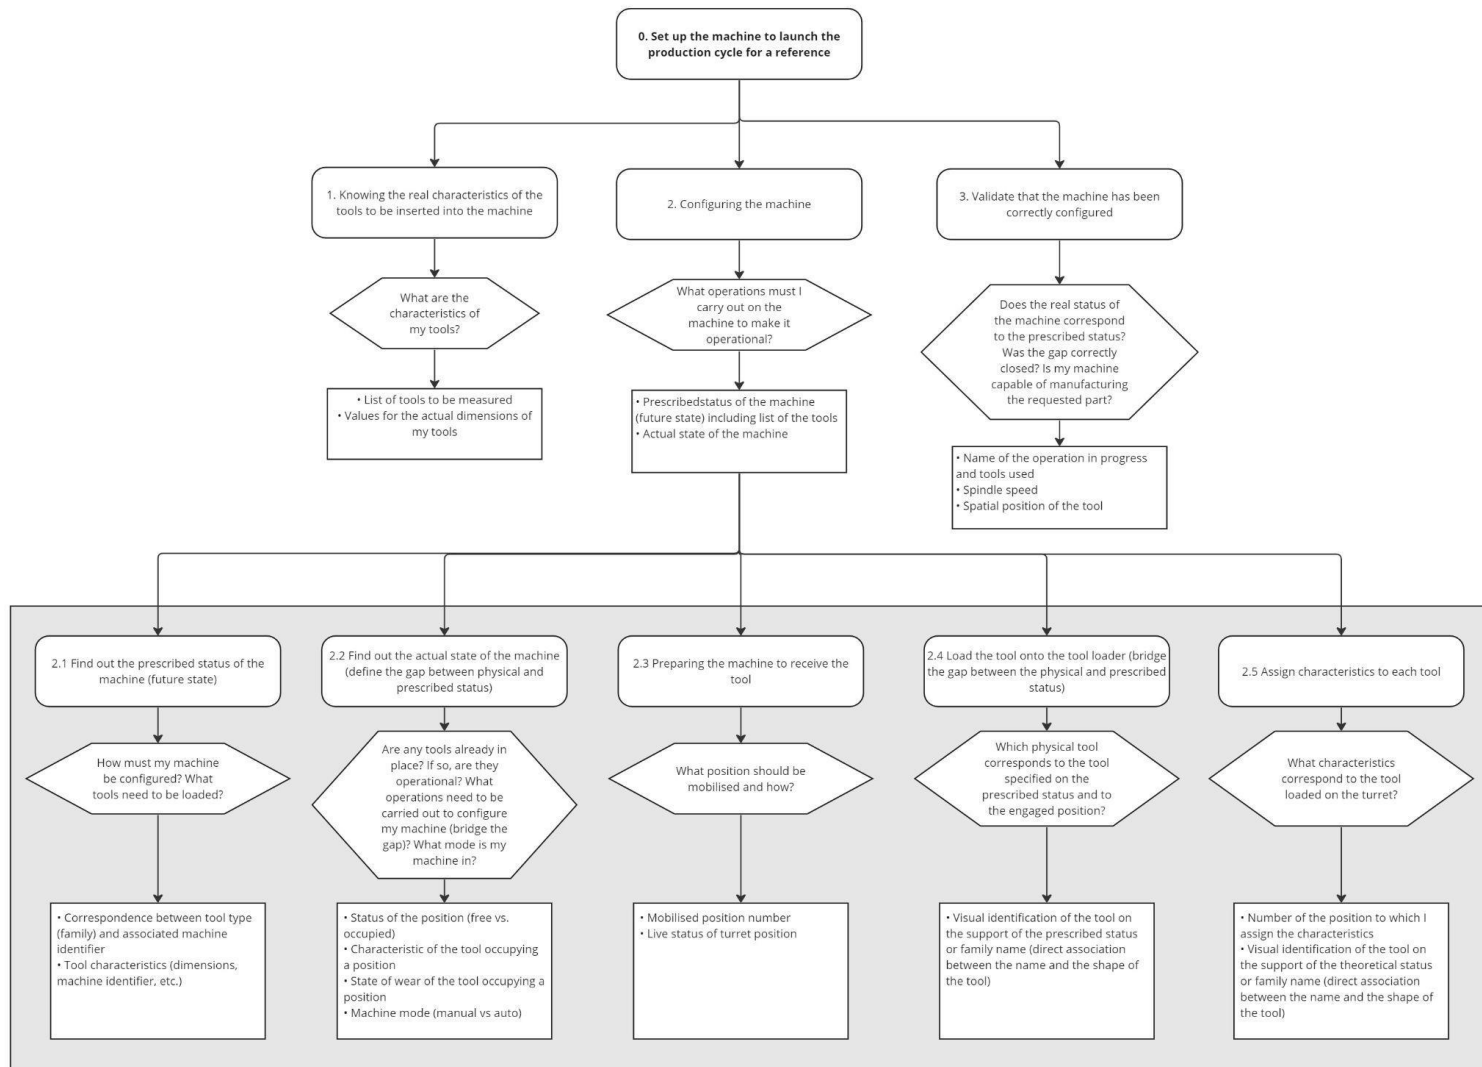 0. Set up the machine to launch the
production cycle for a reference
1. Knowing the real characteristics of the
tools to be inserted into the machine
2. Configuring the machine
3. Validate that the machine has been
correctly configured
What are the
characteristics of
my tools?
What operations must I
carry out on the
machine to make it
operational?
Does the real status of
the machine correspond
to the prescribed status?
Was the gap correctly
closed? Is my machine
capable of manufacturing
the requested part?
• List of tools to be measured
• Values for the actual dimensions of
my tools
• Prescribedstatus of the machine
(future state) including list of the tools
• Actual state of the machine
• Name of the operation in progress
and tools used
• Spindle speed
• Spatial position of the tool
2.1 Find out the prescribed status of the
machine (future state)
2.2 Find out the actual state of the machine
(define the gap between physical and
prescribed status)
2.3 Preparing the machine to receive the
tool
2.4 Load the tool onto the tool loader (bridge
the gap between the physical and prescribed
status)
2.5 Assign characteristics to each tool
How must my machine
be configured? What
tools need to be loaded?
Are any tools already in
place? If so, are they
operational? What
operations need to be
carried out to configure
my machine (bridge the
gap)? What mode is my
machine in?
What position should be
mobilised and how?
Which physical tool
corresponds to the tool
specified on the
prescribed status and to
the engaged position?
What characteristics
correspond to the tool
loaded on the turret?
• Correspondence between tool type
(family) and associated machine
identifier
• Tool characteristics (dimensions,
machine identifier, etc.)
• Status of the position (free vs.
occupied)
• Characteristic of the tool occupying
a position
• State of wear of the tool occupying a
position
• Machine mode (manual vs auto)
• Mobilised position number
• Live status of turret position
• Visual identification of the tool on
the support of the prescribed status
or family name (direct association
between the name and the shape of
the tool)
• Number of the position to which I
assign the characteristics
• Visual identification of the tool on
the support of the theoretical status
or family name (direct association
between the name and the shape of
the tool)